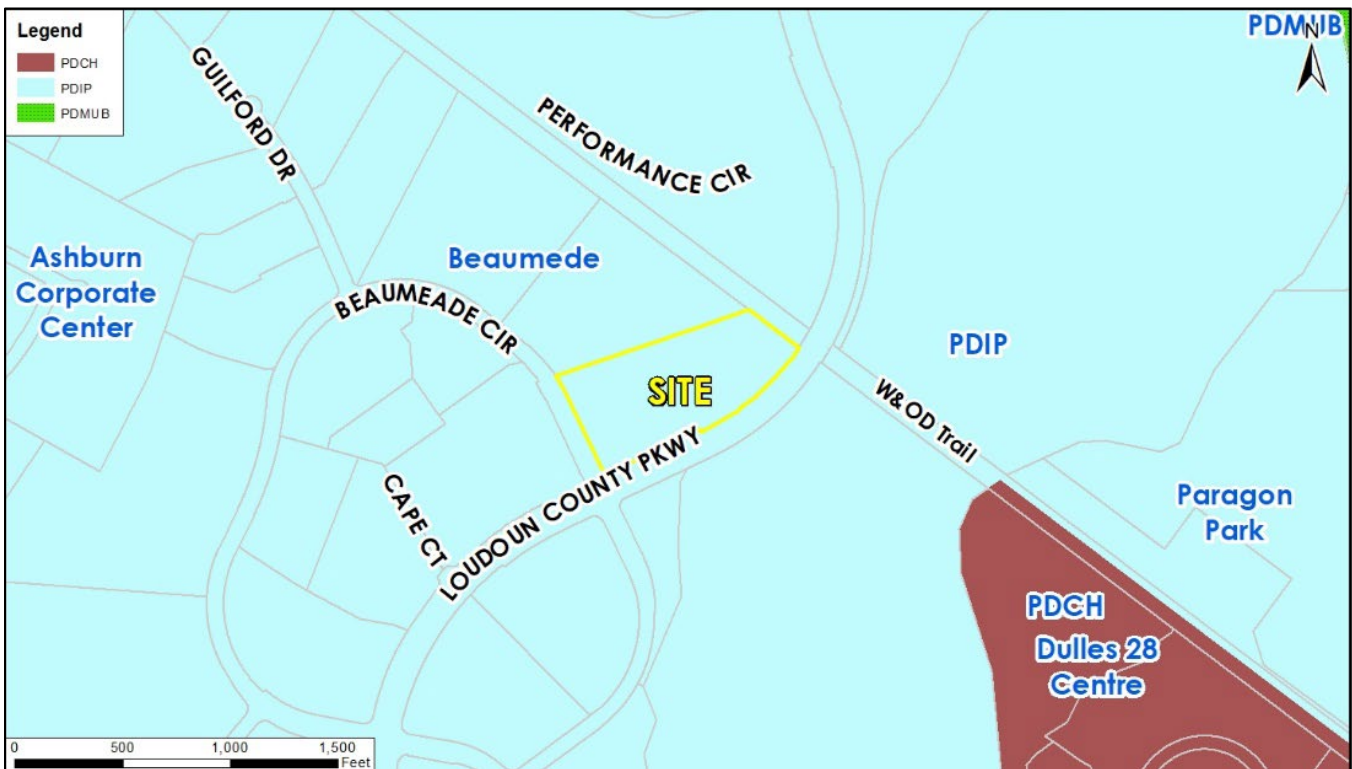 Legend
PDCH
PDIP
PDMUB
PDMUB
N
GUILFORD DR
PERFORMANCE CIR
Ashburn
Corporate
Center
Beaumede
BEAUMEADE CIR
SITE
PDIP
W&OD Trail
LOUDOUN COUNTY PKWY
CAPE CT
Paragon
Park
PDCH
Dulles 28
Centre
0 500 1,000 1,500
Feet